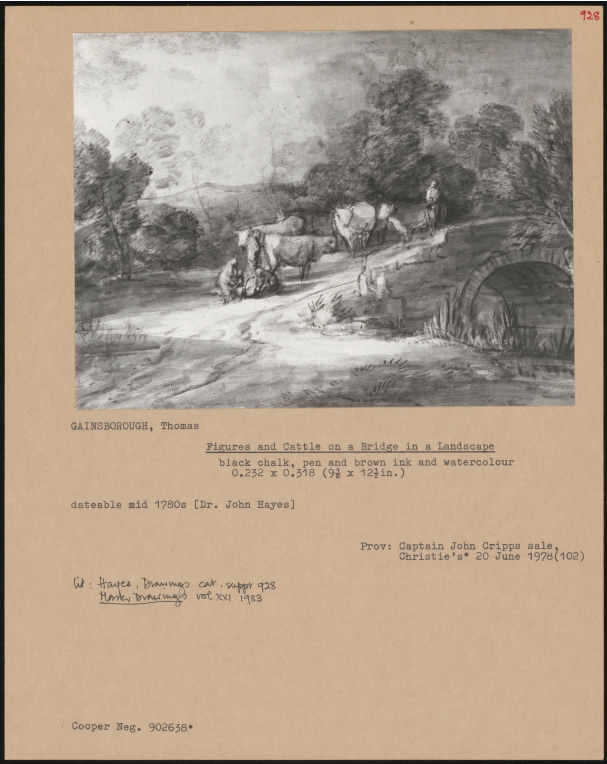 928
GAINSBOROUGH, Thomas
Figures and Cattle on a Bridge in a Landscape
black chalk, pen and brown ink and watercolour
0.232 x 0.318 (9⅛ x 12½in.)
dateable mid 1780s [Dr. John Hayes]
Prov: Captain John Cripps sale,
Christie's* 20 June 1978(102)
Lit: Hayes, Drawings cat. suppt 928
Master Drawings vol XXI 1983
Cooper Neg. 902638*